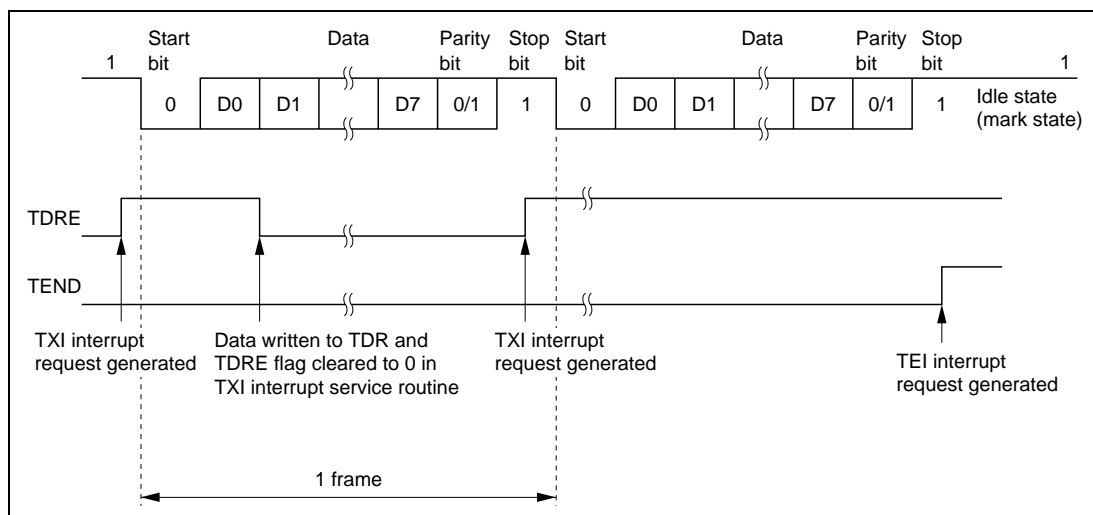 Start Data Parity Stop Start Data Parity Stop
1 bit bit bit bit bit bit 1
0 D0 D1 D7 0/1 1 0 D0 D1 D7 0/1 1 Idle state
(mark state)
TDRE
TEND
TXI interrupt
request generated
Data written to TDR and
TDRE flag cleared to 0 in
TXI interrupt service routine
TXI interrupt
request generated
TEI interrupt
request generated
1 frame